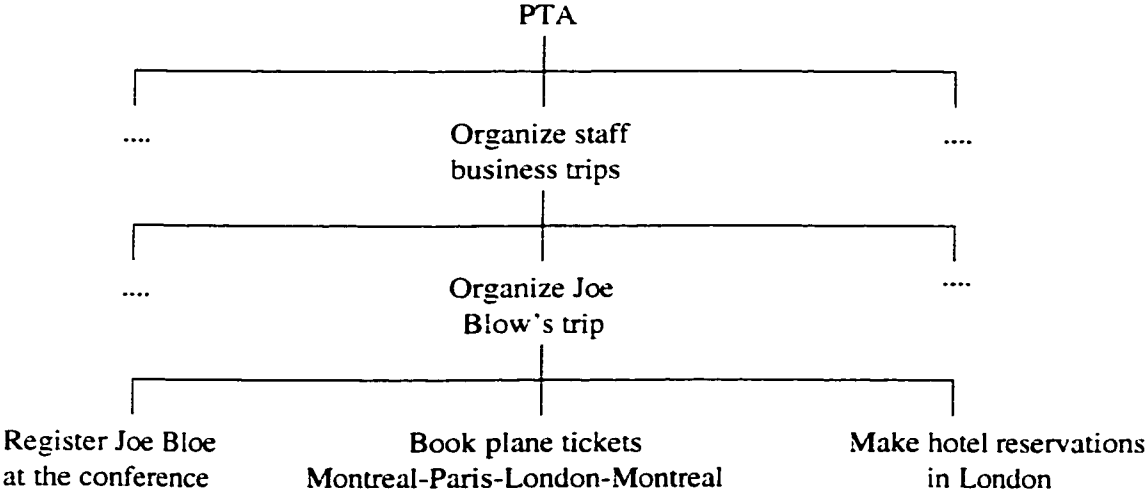 PTA
....
Organize staff
business trips
....
....
Organize Joe
Blow's trip
....
Register Joe Bloe
at the conference
Book plane tickets
Montreal-Paris-London-Montreal
Make hotel reservations
in London